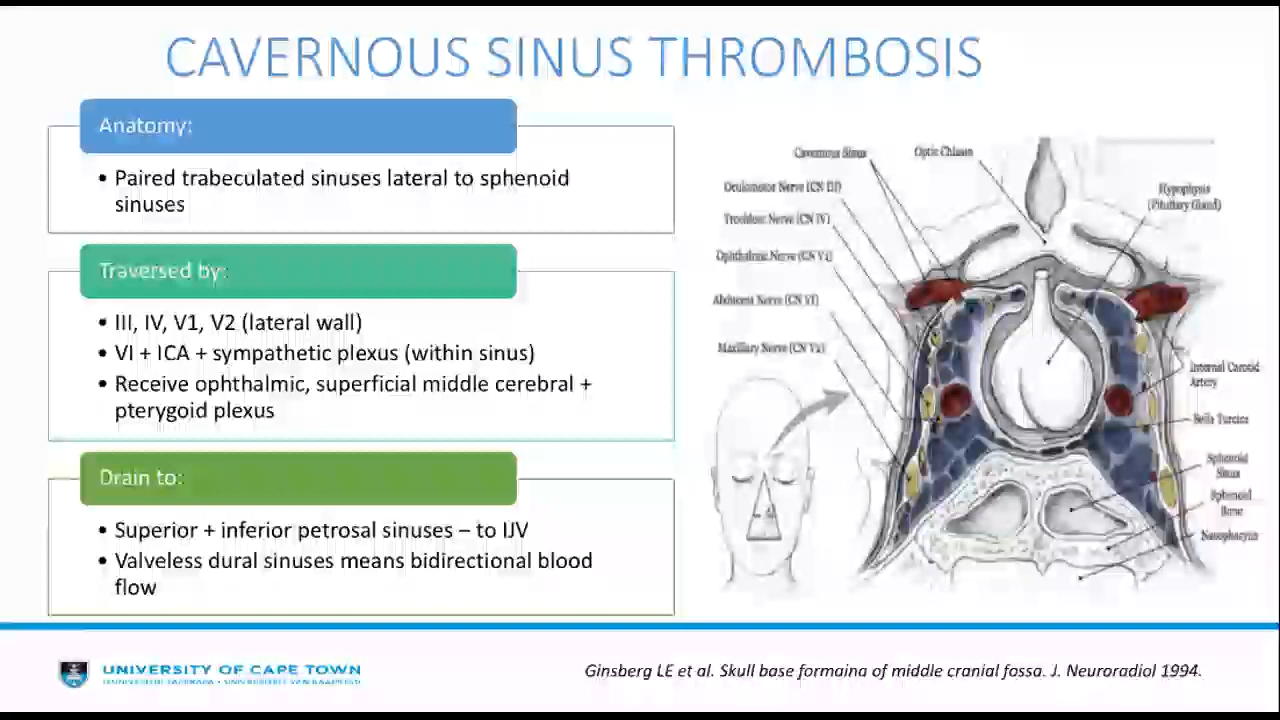 CAVERNOUS SINUS THROMBOSIS
Anatomy:
• Paired trabeculated sinuses lateral to sphenoid
sinuses
Traversed by:
• III, IV, V1, V2 (lateral wall)
• VI + ICA + sympathetic plexus (within sinus)
• Receive ophthalmic, superficial middle cerebral +
pterygoid plexus
Drain to:
• Superior + inferior petrosal sinuses – to IJV
• Valveless dural sinuses means bidirectional blood
flow
Cavernous Sinus
Optic Chiasm
Oculomotor Nerve (CN III)
Trochlear Nerve (CN IV)
Ophthalmic Nerve (CN V1)
Abducens Nerve (CN VI)
Maxillary Nerve (CN V2)
Hypophysis
(Pituitary Gland)
Internal Carotid
Artery
Sella Turcica
Sphenoid
Sinus
Sphenoid
Bone
Nasopharynx
UNIVERSITY OF CAPE TOWN
Ginsberg LE et al. Skull base formaina of middle cranial fossa. J. Neuroradiol 1994.